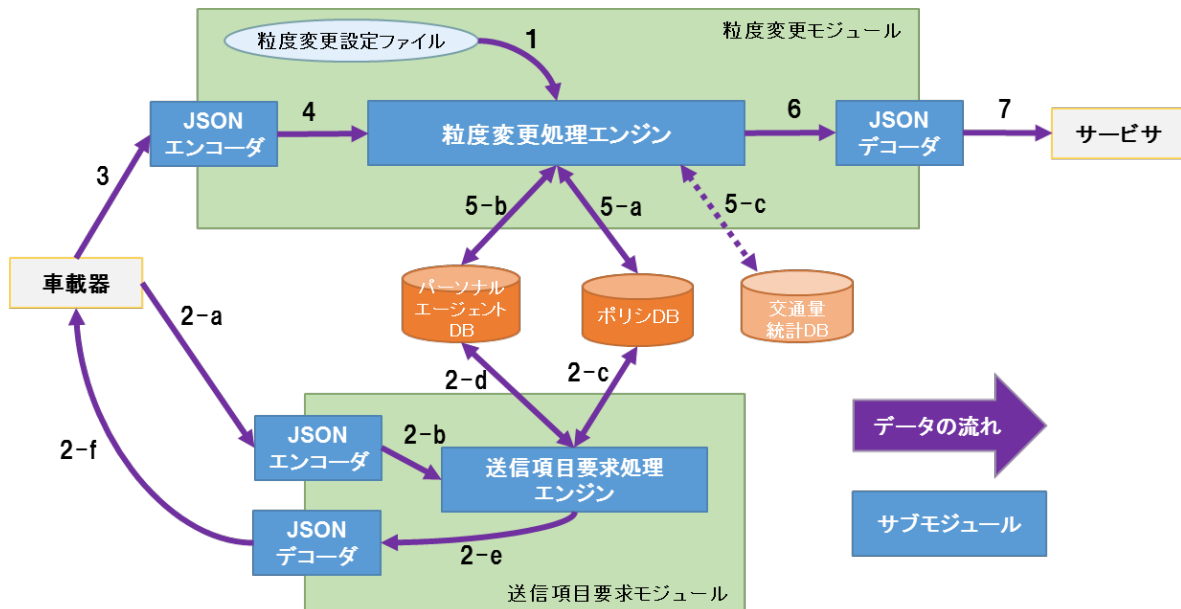 粒度変更モジュール
粒度変更設定ファイル
1
JSON
エンコーダ
4
粒度変更処理エンジン
6
JSON
デコーダ
7
サービサ
3
5-b
5-a
5-c
車載器
パーソナル
エージェント
DB
ポリシDB
交通量
統計DB
2-a
2-d
2-c
2-f
JSON
エンコーダ
2-b
送信項目要求処理
エンジン
JSON
デコーダ
2-e
送信項目要求モジュール
データの流れ
サブモジュール